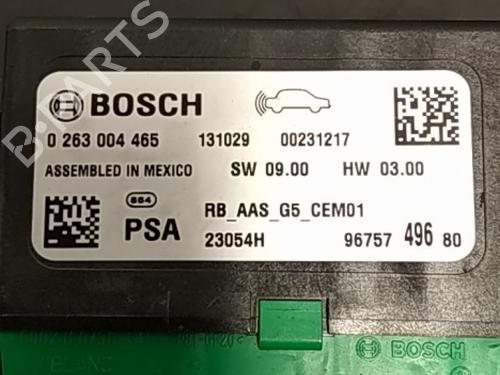 BOSCH
0 263 004 465 131029 00231217
ASSEMBLED IN MEXICO SW 09.00 HW 03.00
PSA RB_AAS_G5_CEM01
23054H 96757 496 80
BOSCH
B-PARTS